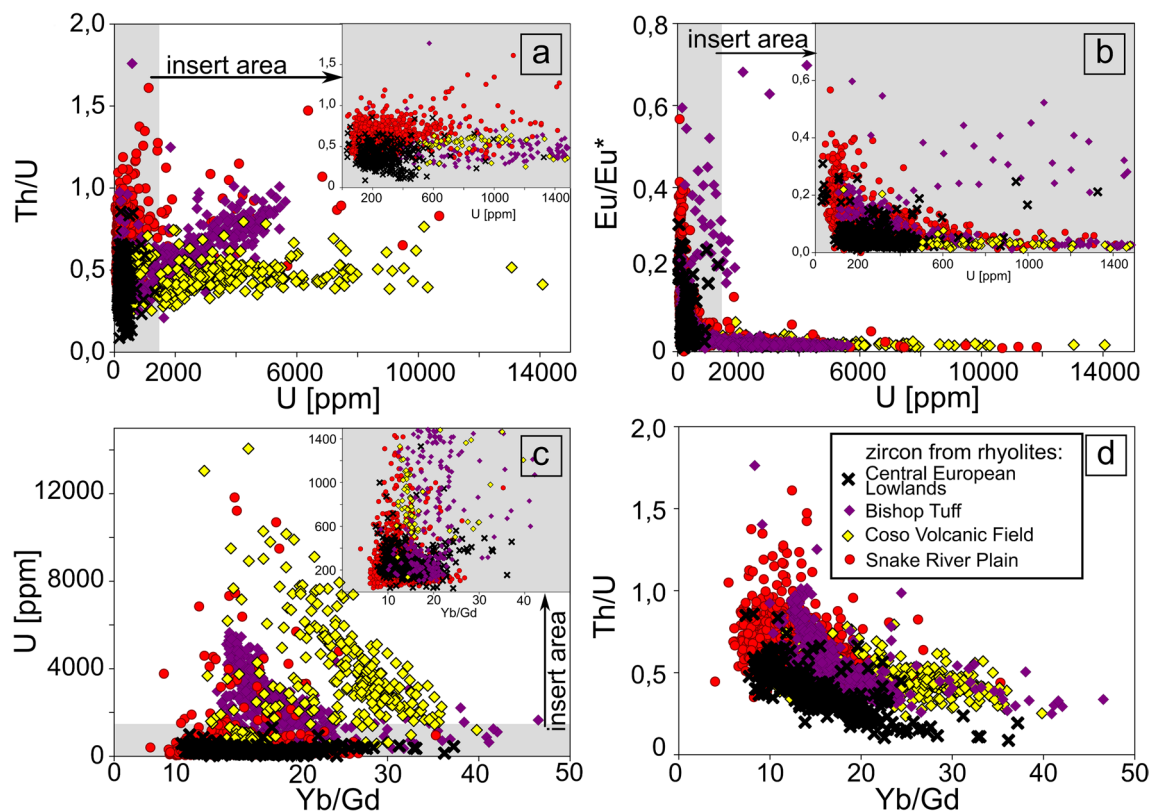 2,0
1,5
1,0
0,5
0,0
Th/U
0
2000
6000
10000
14000
U [ppm]
insert area
a
1,5
1,0
0,5
0
200
600
1000
1400
U [ppm]
0,8
0,6
0,4
0,2
0
Eu/Eu*
0
2000
6000
10000
14000
U [ppm]
insert area
b
0,6
0,4
0,2
0,0
0
200
600
1000
1400
U [ppm]
12000
8000
4000
0
U [ppm]
0
10
20
30
40
50
Yb/Gd
c
1400
1000
600
400
200
10
20
30
40
Yb/Gd
insert area
2,0
1,5
1,0
0,5
0
Th/U
0
10
20
30
40
50
Yb/Gd
d
zircon from rhyolites:
Central European
Lowlands
Bishop Tuff
Coso Volcanic Field
Snake River Plain